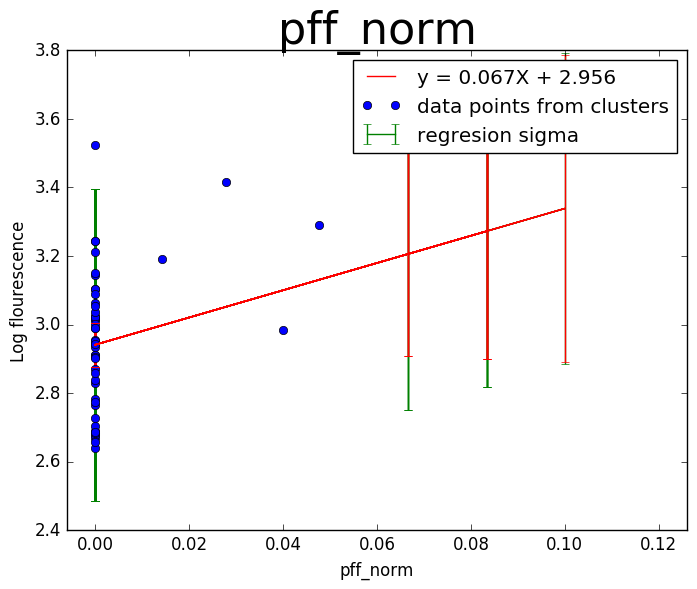 pff_norm
y = 0.067X + 2.956
data points from clusters
regresion sigma
Log flourescence
3.8
3.6
3.4
3.2
3.0
2.8
2.6
2.4
0.00 0.02 0.04 0.06 0.08 0.10 0.12
pff_norm